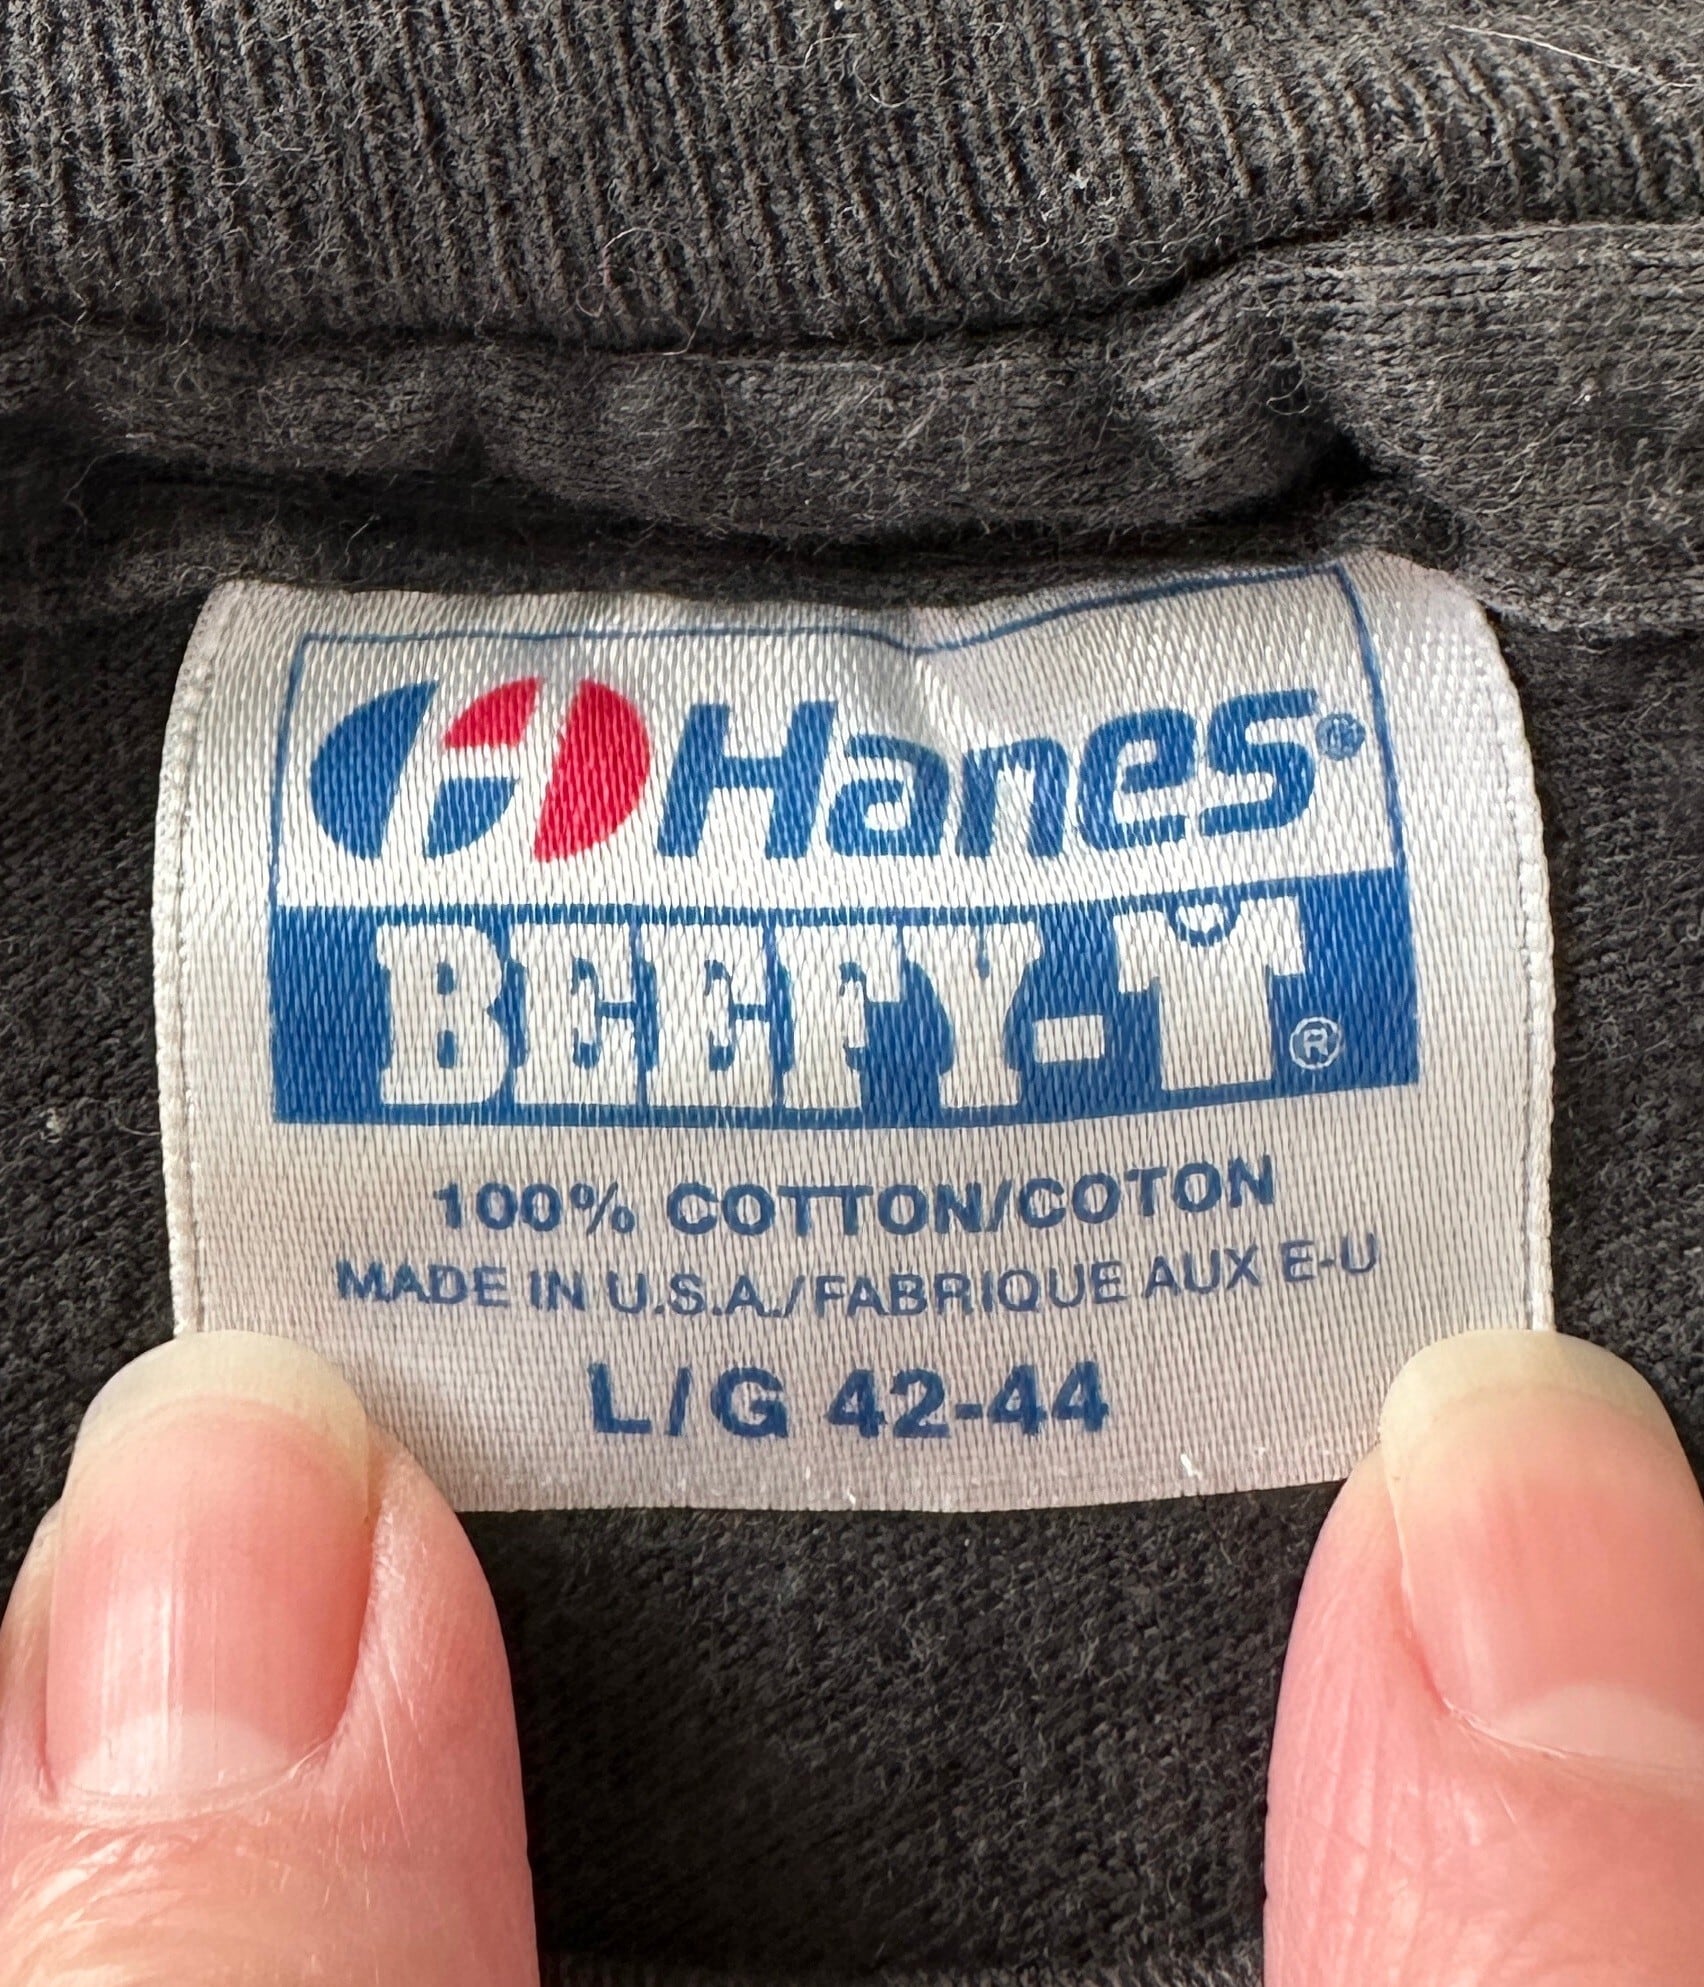 Hanes®
BEEFY-T®
100% COTTON/COTON
MADE IN U.S.A./FABRIQUE AUX E-U
L/G 42-44